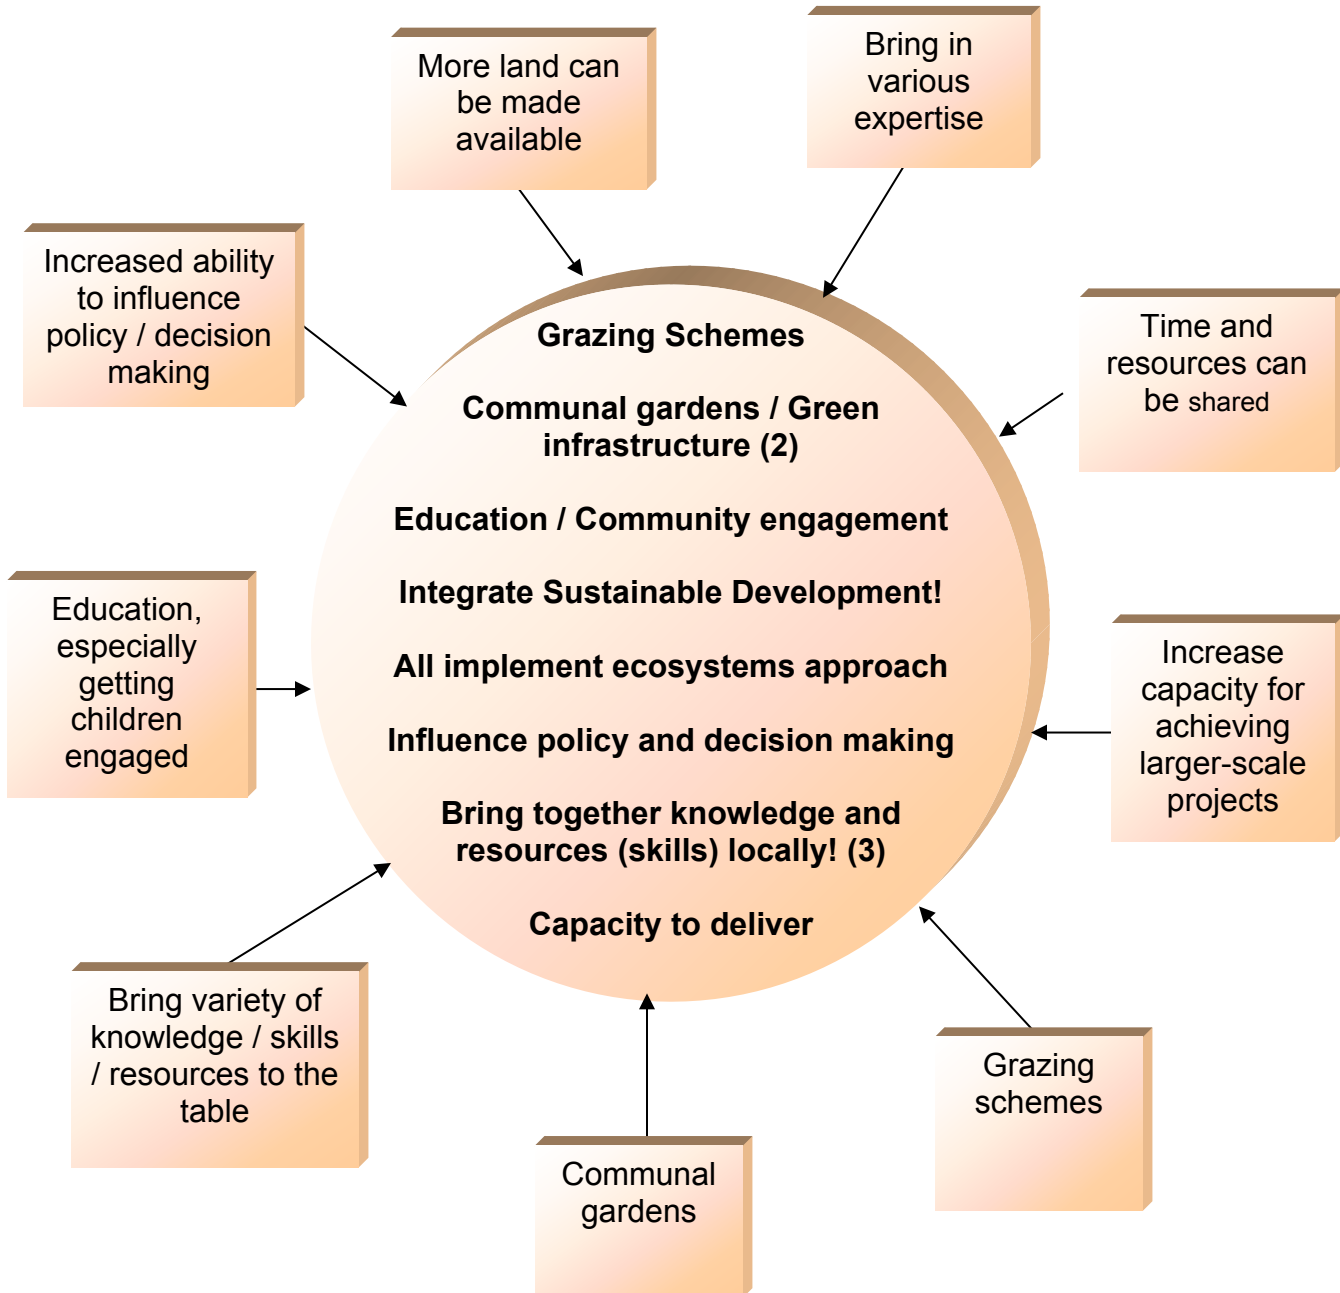 More land can
be made
available
Bring in
various
expertise
Increased ability
to influence
policy / decision
making
Time and
resources can
be shared
Grazing Schemes
Communal gardens / Green
infrastructure (2)
Education / Community engagement
Integrate Sustainable Development!
All implement ecosystems approach
Influence policy and decision making
Bring together knowledge and
resources (skills) locally! (3)
Capacity to deliver
Education,
especially
getting
children
engaged
Increase
capacity for
achieving
larger-scale
projects
Bring variety of
knowledge / skills
/ resources to the
table
Communal
gardens
Grazing
schemes